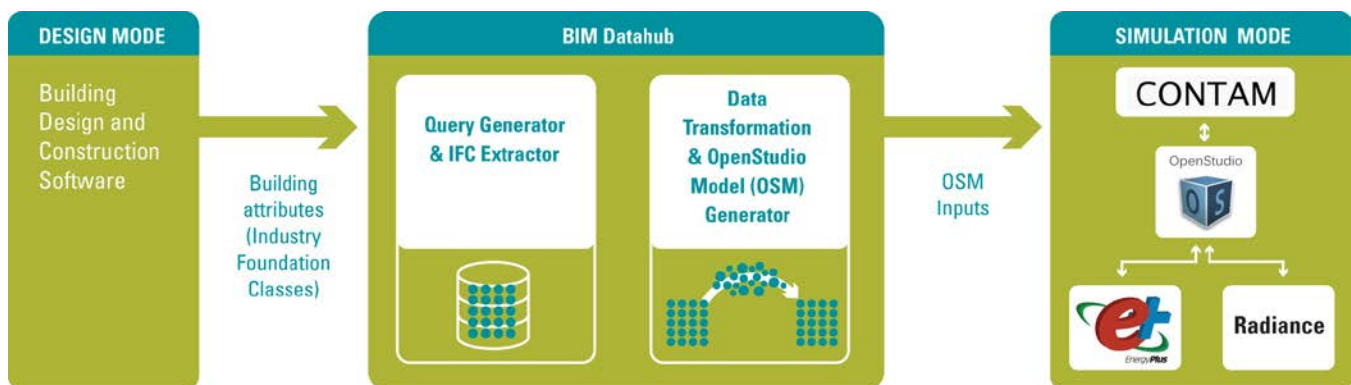 DESIGN MODE
Building
Design and
Construction
Software
Building
attributes
(Industry
Foundation
Classes)
BIM Datahub
Query Generator
& IFC Extractor
Data
Transformation
& OpenStudio
Model (OSM)
Generator
OSM
Inputs
SIMULATION MODE
CONTAM
OpenStudio
O S
et
EnergyPlus
Radiance